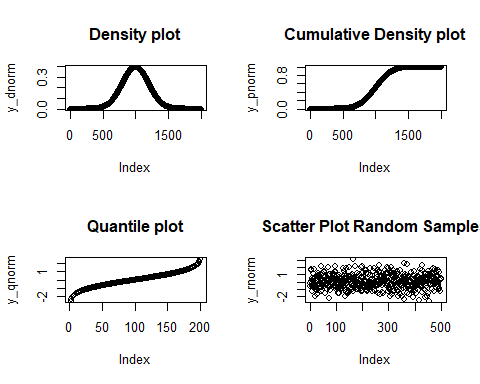 Density plot
y_dnorm
0.0 0.3
0 500 1500
Index
Cumulative Density plot
y_pnorm
0.0 0.8
0 500 1500
Index
Quantile plot
y_qnorm
-2 1
0 50 100 150 200
Index
Scatter Plot Random Sample
y_rnorm
-2 1
0 100 300 500
Index